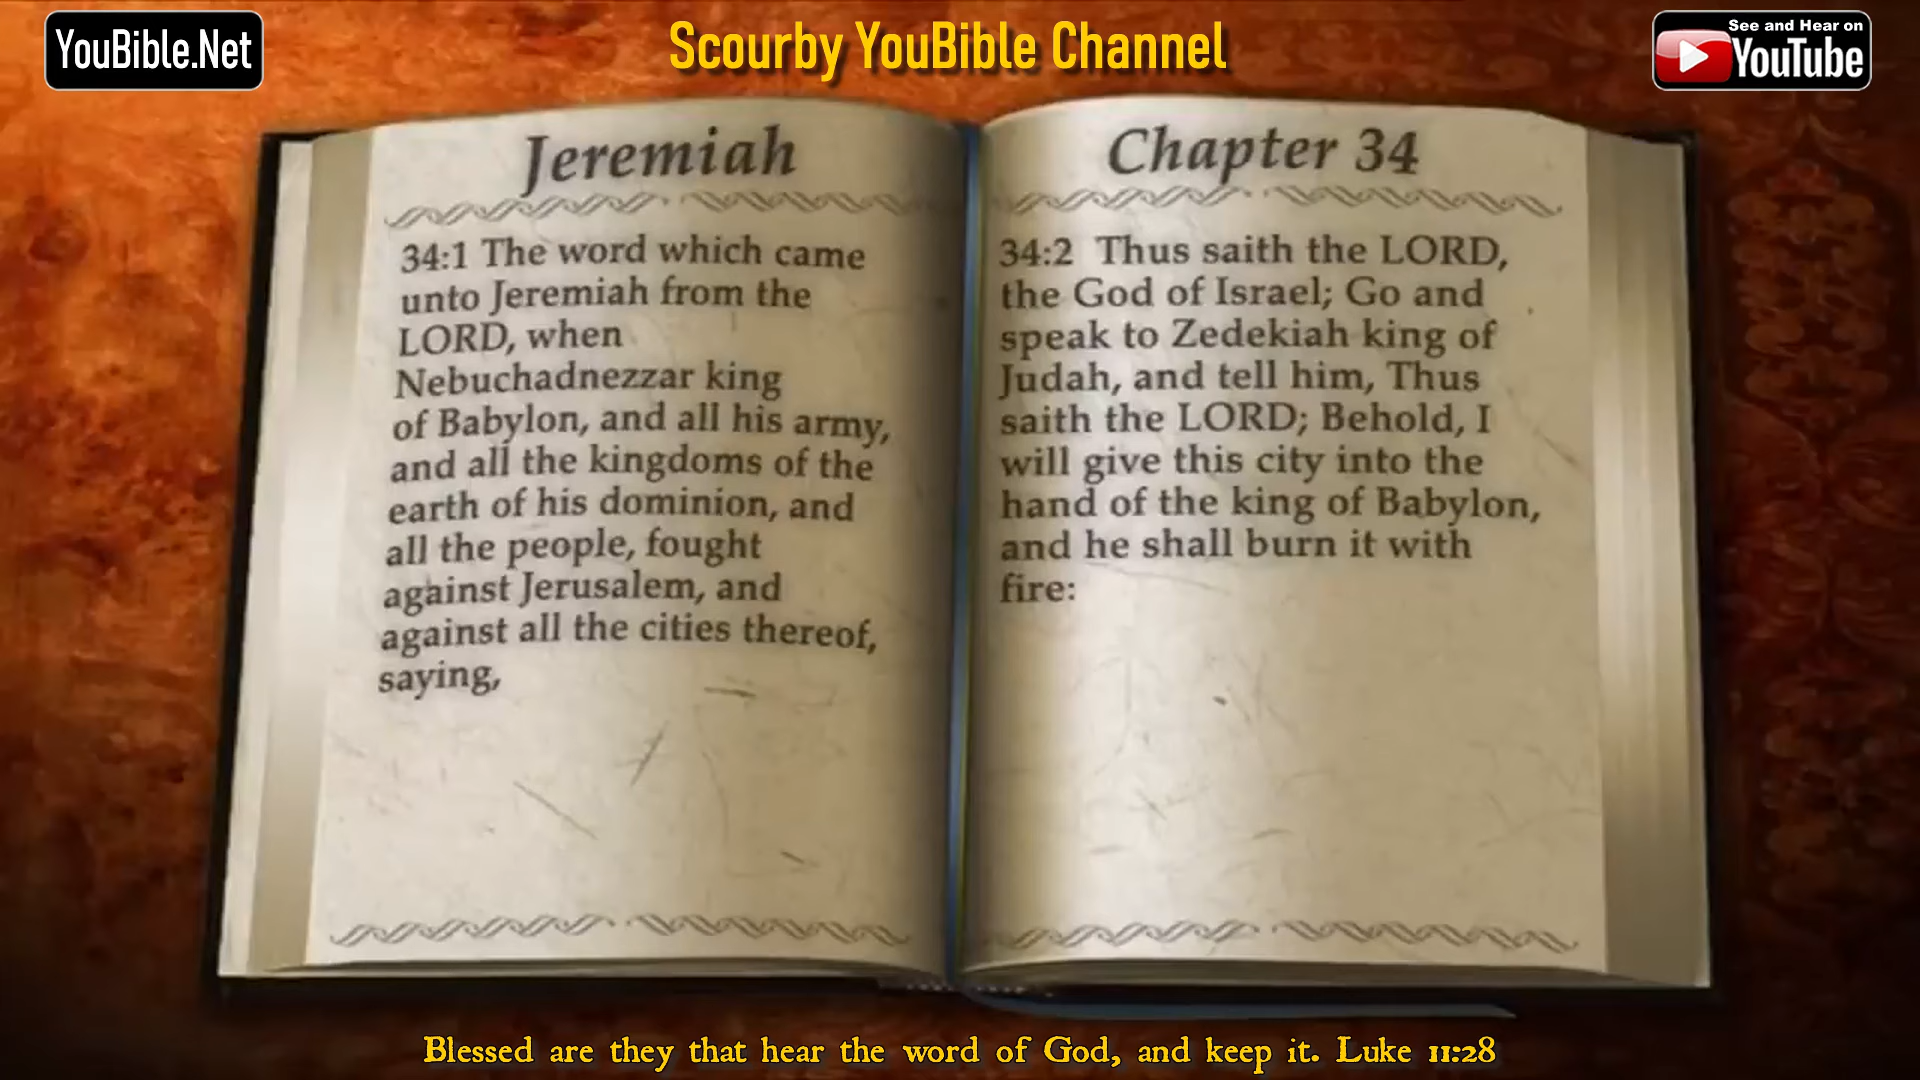 YouBible.Net
Scourby YouBible Channel
See and Hear on
YouTube
Jeremiah
34:1 The word which came
unto Jeremiah from the
LORD, when
Nebuchadnezzar king
of Babylon, and all his army,
and all the kingdoms of the
earth of his dominion, and
all the people, fought
against Jerusalem, and
against all the cities thereof,
saying,
Chapter 34
34:2 Thus saith the LORD,
the God of Israel; Go and
speak to Zedekiah king of
Judah, and tell him, Thus
saith the LORD; Behold, I
will give this city into the
hand of the king of Babylon,
and he shall burn it with
fire:
Blessed are they that hear the word of God, and keep it. Luke 11:28